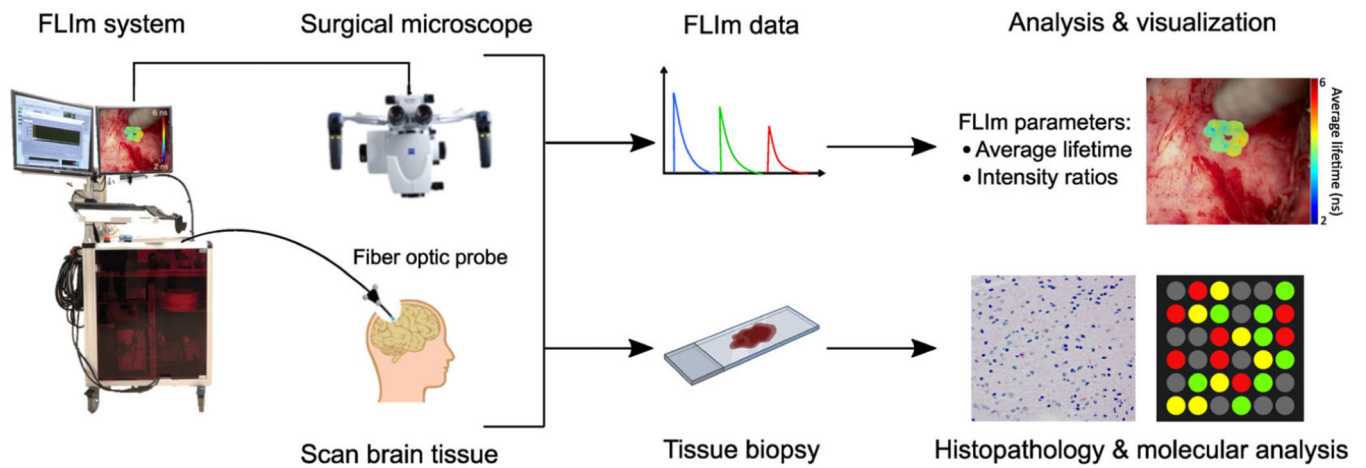 FLIm system
Surgical microscope
FLIm data
Analysis & visualization
6 ns
2 ns
Fiber optic probe
Scan brain tissue
FLIm parameters:
• Average lifetime
• Intensity ratios
6
Average lifetime (ns)
2
Tissue biopsy
Histopathology & molecular analysis